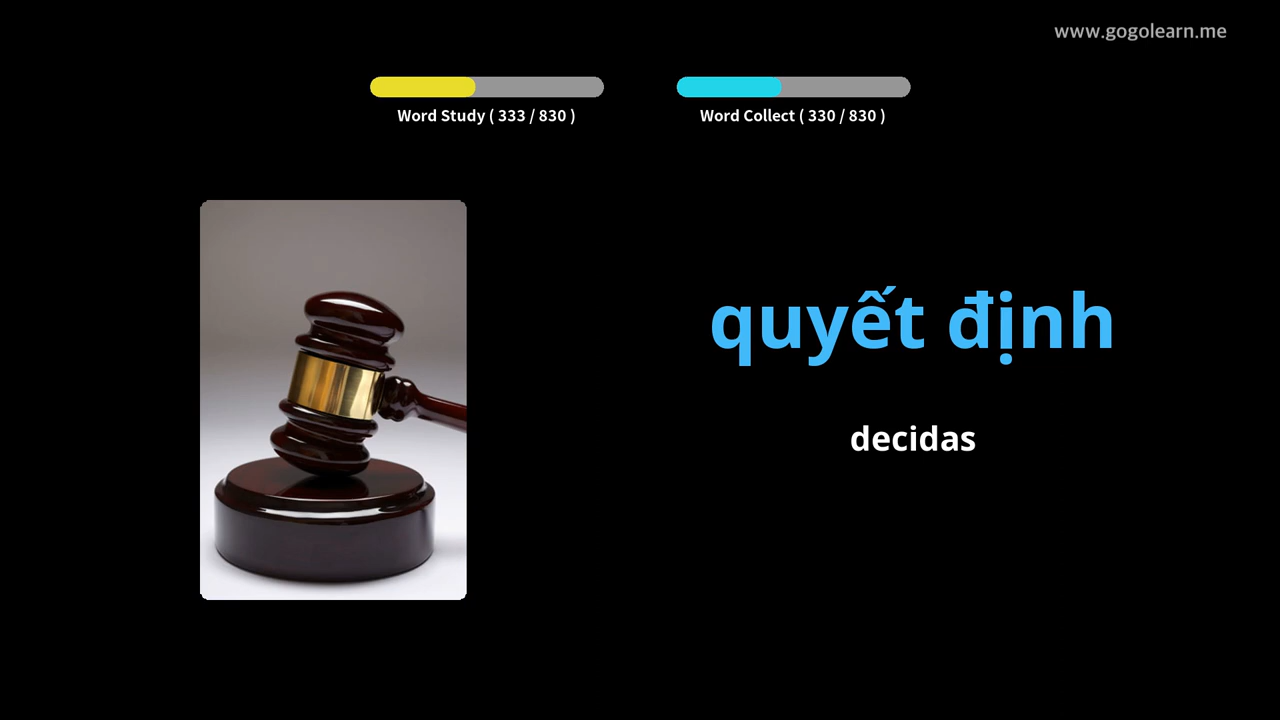 www.gogolearn.me
Word Study ( 333 / 830 )
Word Collect ( 330 / 830 )
quyết định
decidas